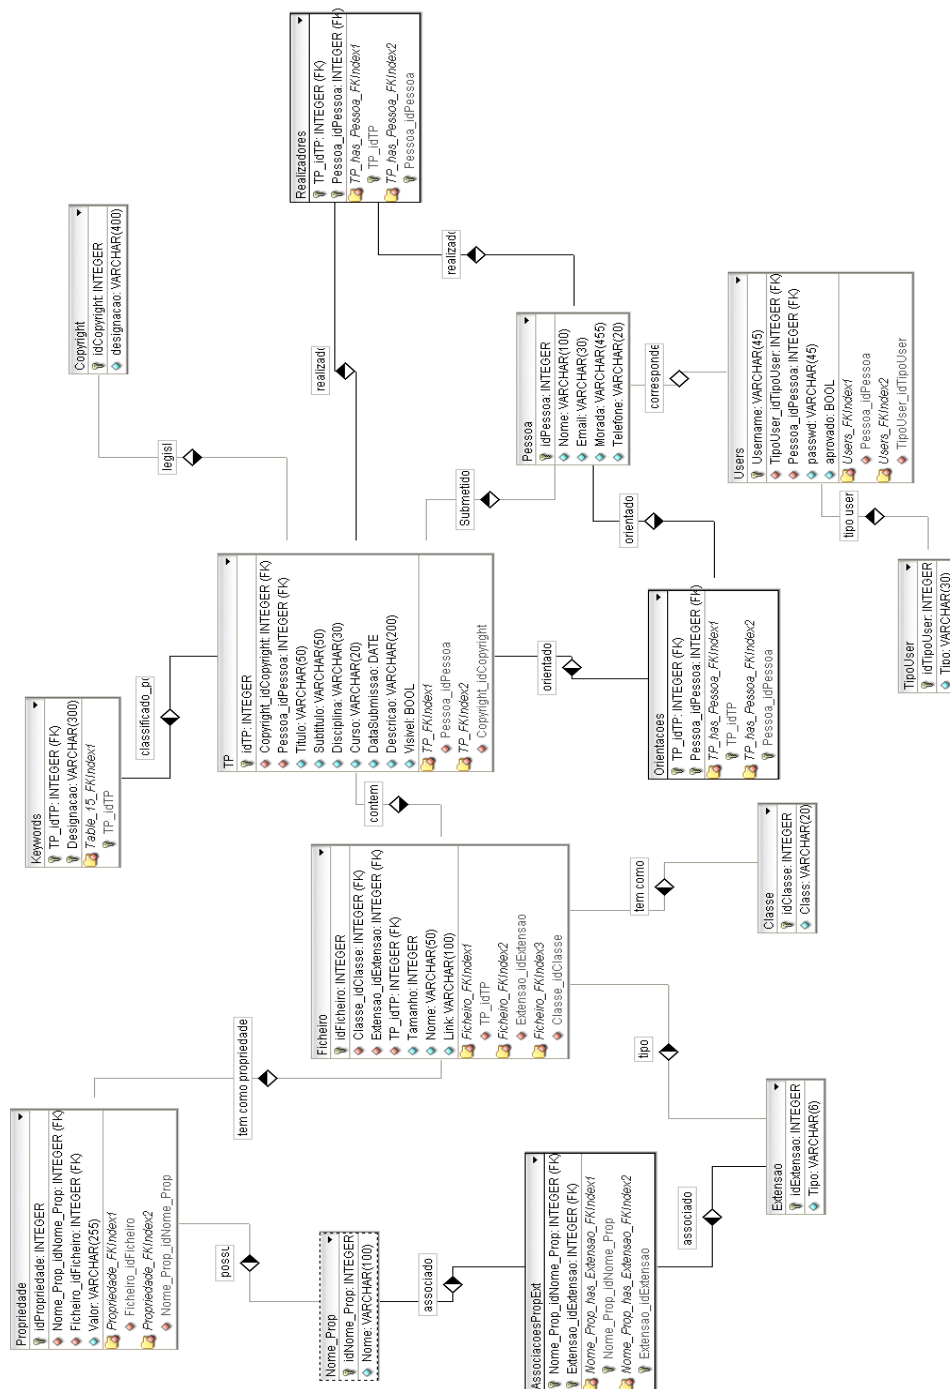 Propriedade
idPropriedade: INTEGER
Nome_Prop_idNome_Prop: INTEGER (FK)
Ficheiro_idFicheiro: INTEGER (FK)
Valor: VARCHAR(255)
Propriedade_FKIndex1
Ficheiro_idFicheiro
Propriedade_FKIndex2
Nome_Prop_idNome_Prop
Keywords
TP_idTP: INTEGER (FK)
Designacao: VARCHAR(300)
Table_15_FKIndex1
TP_idTP
Copyright
idCopyright: INTEGER
designacao: VARCHAR(400)
classificado_po
legisl
tem como propriedade
possu
TP
idTP: INTEGER
Copyright_idCopyright: INTEGER (FK)
Pessoa_idPessoa: INTEGER (FK)
Titulo: VARCHAR(50)
Subtitulo: VARCHAR(50)
Disciplina: VARCHAR(30)
Curso: VARCHAR(20)
DataSubmissao: DATE
Descricao: VARCHAR(200)
Visivel: BOOL
TP_FKIndex1
Pessoa_idPessoa
TP_FKIndex2
Copyright_idCopyright
Realizadores
TP_idTP: INTEGER (FK)
Pessoa_idPessoa: INTEGER (FK)
TP_has_Pessoa_FKIndex1
TP_idTP
TP_has_Pessoa_FKIndex2
Pessoa_idPessoa
realizado
realizado
contem
Ficheiro
idFicheiro: INTEGER
Classe_idClasse: INTEGER (FK)
Extensao_idExtensao: INTEGER (FK)
TP_idTP: INTEGER (FK)
Tamanho: INTEGER
Nome: VARCHAR(50)
Link: VARCHAR(100)
Ficheiro_FKIndex1
TP_idTP
Ficheiro_FKIndex2
Extensao_idExtensao
Ficheiro_FKIndex3
Classe_idClasse
Nome_Prop
idNome_Prop: INTEGER
Nome: VARCHAR(100)
associado
Submetido
Pessoa
idPessoa: INTEGER
Nome: VARCHAR(100)
Email: VARCHAR(30)
Morada: VARCHAR(455)
Telefone: VARCHAR(20)
AssociacoesPropExt
Nome_Prop_idNome_Prop: INTEGER (FK)
Extensao_idExtensao: INTEGER (FK)
Nome_Prop_has_Extensao_FKIndex1
Nome_Prop_idNome_Prop
Nome_Prop_has_Extensao_FKIndex2
Extensao_idExtensao
orientado
orientado
corresponde
tem como
tipo
associado
Orientacoes
TP_idTP: INTEGER (FK)
Pessoa_idPessoa: INTEGER (FK)
TP_has_Pessoa_FKIndex1
TP_idTP
TP_has_Pessoa_FKIndex2
Pessoa_idPessoa
Users
Username: VARCHAR(45)
TipoUser_idTipoUser: INTEGER (FK)
Pessoa_idPessoa: INTEGER (FK)
passwd: VARCHAR(45)
aprovado: BOOL
Users_FKIndex1
Pessoa_idPessoa
Users_FKIndex2
TipoUser_idTipoUser
Classe
idClasse: INTEGER
Class: VARCHAR(20)
Extensao
idExtensao: INTEGER
Tipo: VARCHAR(6)
tipo user
TipoUser
idTipoUser: INTEGER
Tipo: VARCHAR(30)